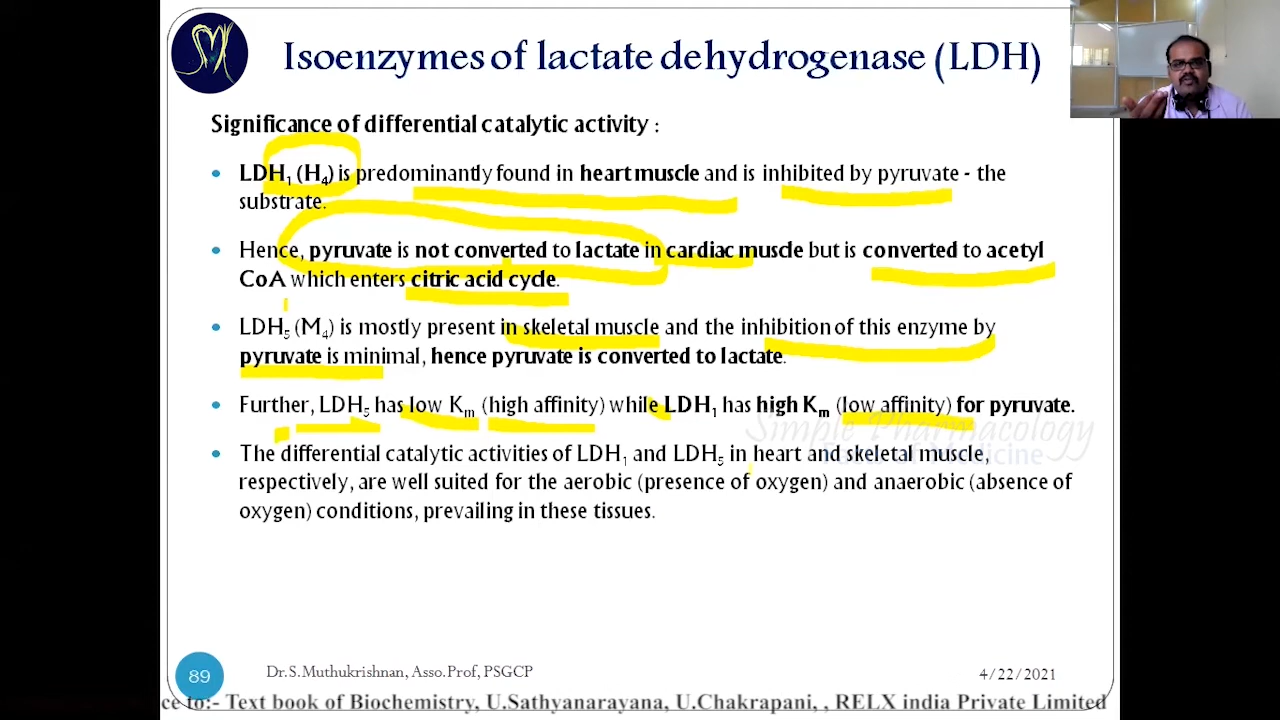 Isoenzymes of lactate dehydrogenase (LDH)
Significance of differential catalytic activity :
• LDH₁ (H₄) is predominantly found in heart muscle and is inhibited by pyruvate - the
substrate.
• Hence, pyruvate is not converted to lactate in cardiac muscle but is converted to acetyl
CoA which enters citric acid cycle.
• LDH₅ (M₄) is mostly present in skeletal muscle and the inhibition of this enzyme by
pyruvate is minimal, hence pyruvate is converted to lactate.
• Further, LDH₅ has low Kₘ (high affinity) while LDH₁ has high Kₘ (low affinity) for pyruvate.
Simple Pharmacology
Facts of Medicine
• The differential catalytic activities of LDH₁ and LDH₅ in heart and skeletal muscle,
respectively, are well suited for the aerobic (presence of oxygen) and anaerobic (absence of
oxygen) conditions, prevailing in these tissues.
89
Dr.S.Muthukrishnan, Asso.Prof, PSGCP
4/22/2021
to:- Text book of Biochemistry, U.Sathyanarayana, U.Chakrapani, , RELX india Private Limited